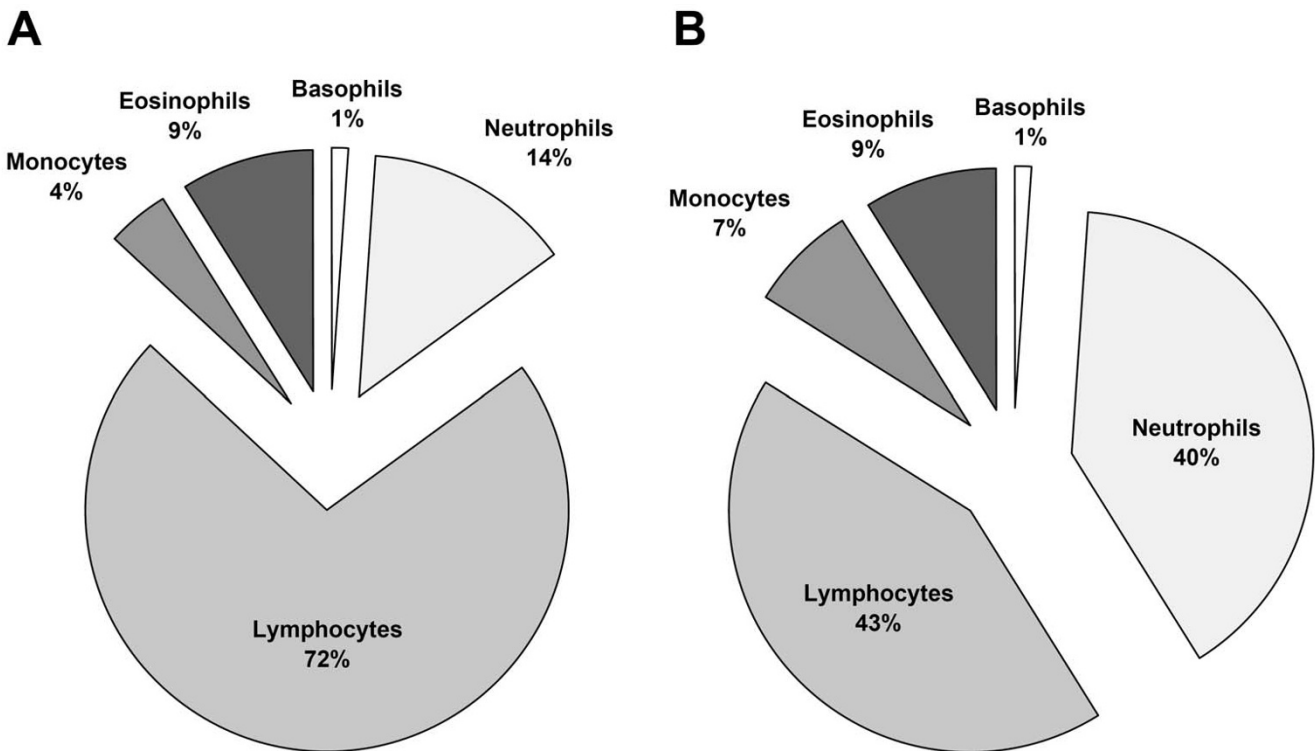 A
Basophils
1%
Eosinophils
9%
Neutrophils
14%
Monocytes
4%
Lymphocytes
72%
B
Basophils
1%
Eosinophils
9%
Monocytes
7%
Neutrophils
40%
Lymphocytes
43%